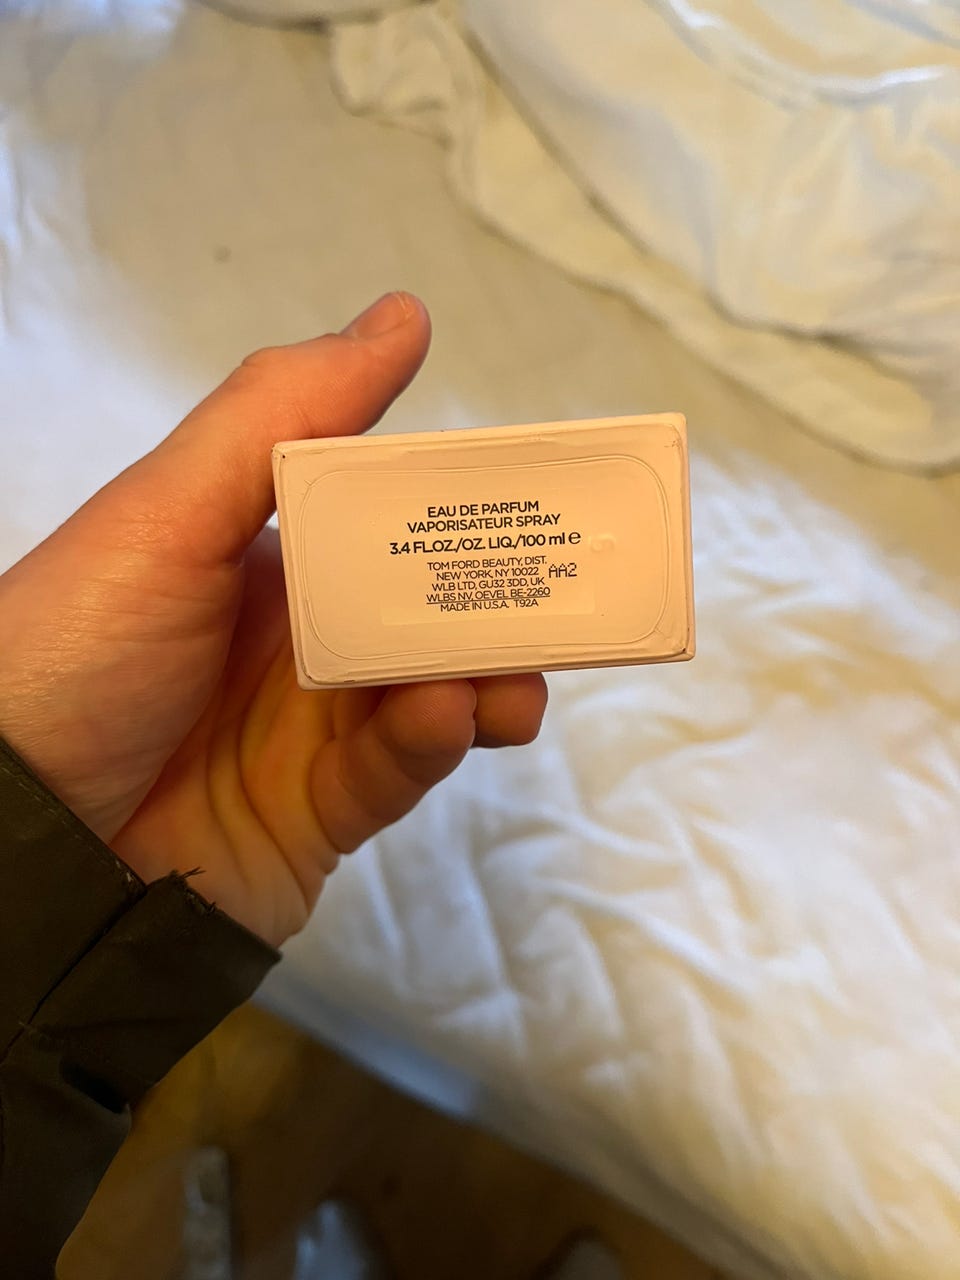 EAU DE PARFUM
VAPORISATEUR SPRAY
3.4 FL.OZ./OZ. LIQ./100 ml ℮
TOM FORD BEAUTY, DIST.
NEW YORK, NY 10022
WLB LTD, GU32 3DD, UK
WLBS NV, OEVEL BE-2260
MADE IN U.S.A. T92A
AA2